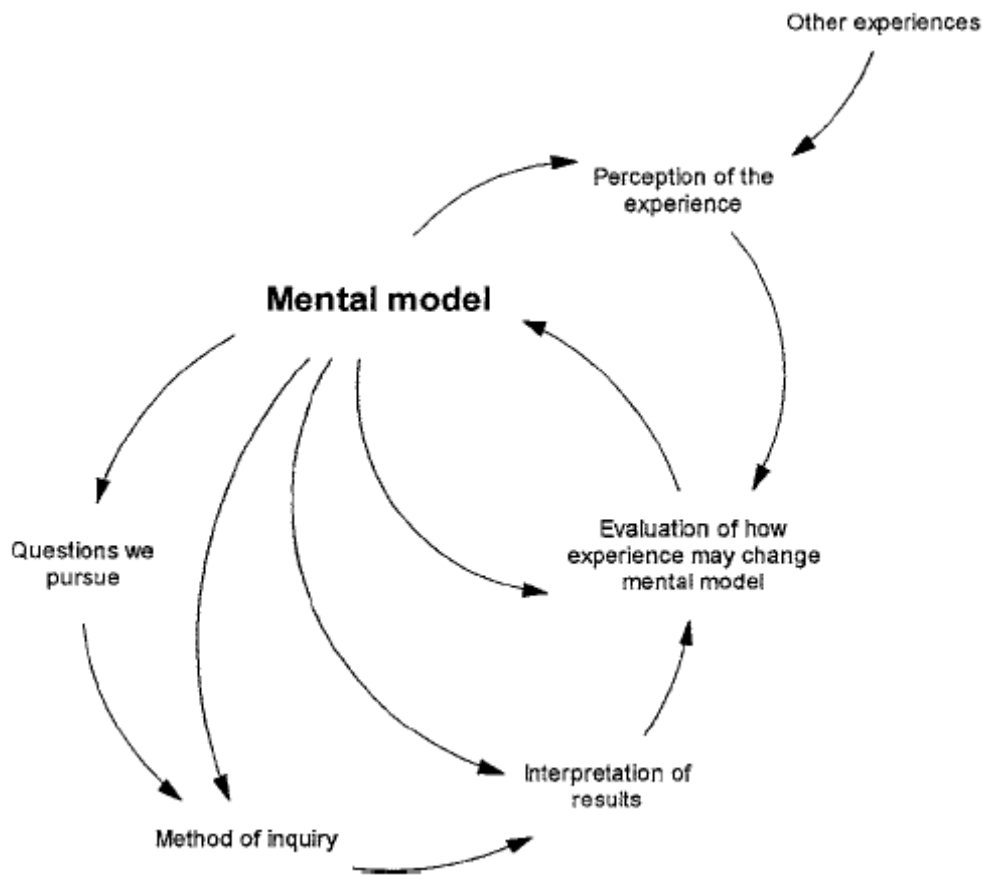 Other experiences
Perception of the
experience
Mental model
Questions we
pursue
Evaluation of how
experience may change
mental model
Interpretation of
results
Method of inquiry